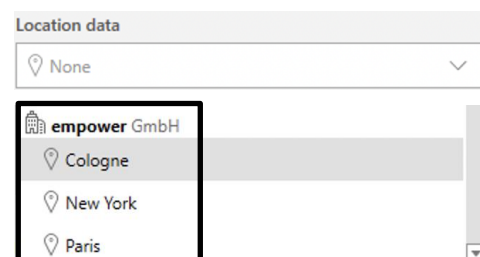 Location data
None
empower GmbH
Cologne
New York
Paris